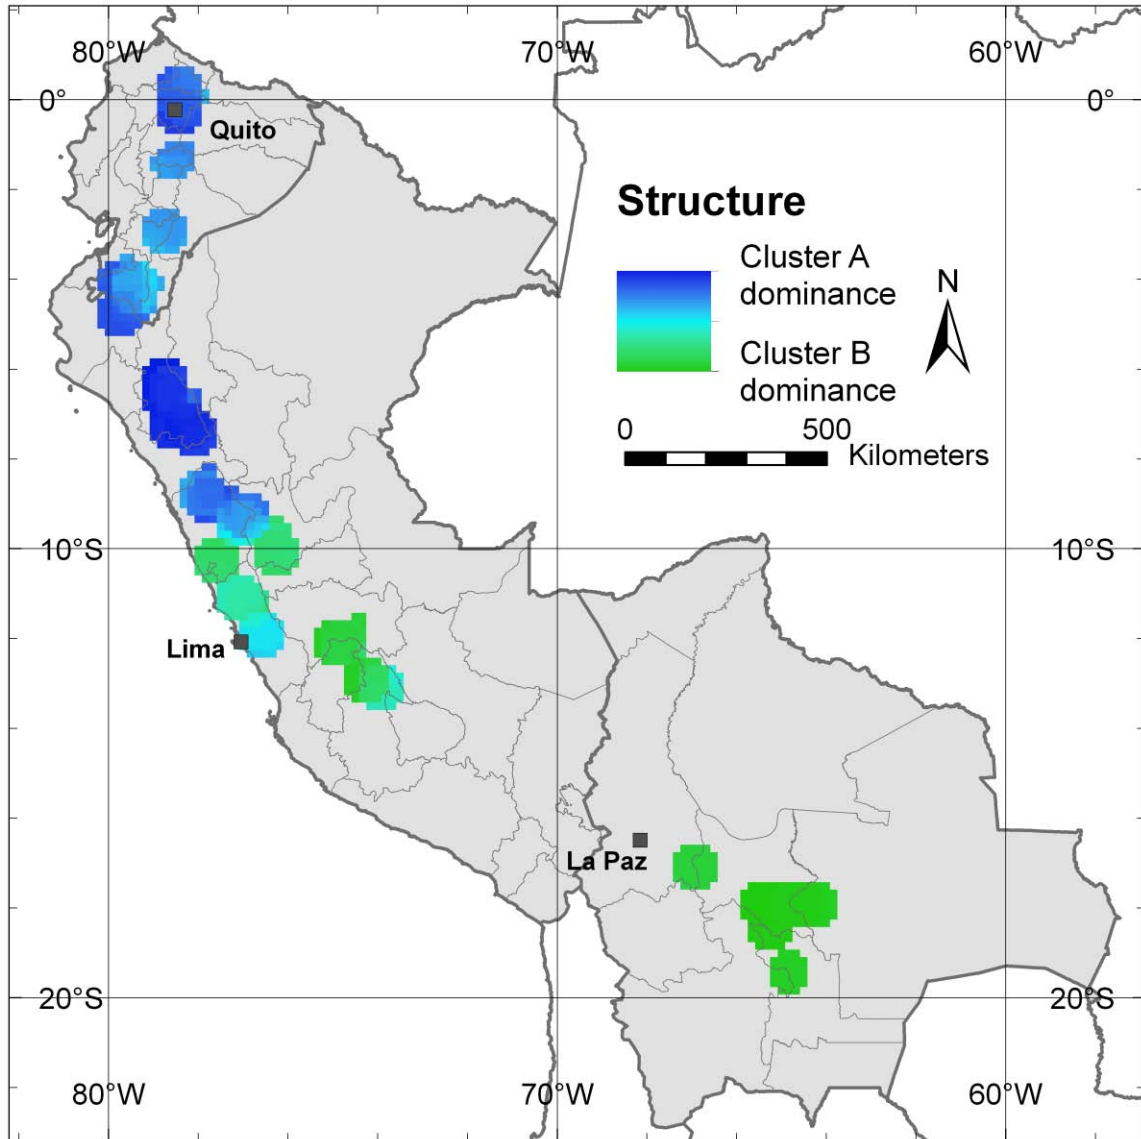 80°W
70°W
60°W
0°
0°
Quito
Structure
Cluster A
dominance
N
Cluster B
dominance
0
500
Kilometers
10°S
10°S
Lima
La Paz
20°S
20°S
80°W
70°W
60°W